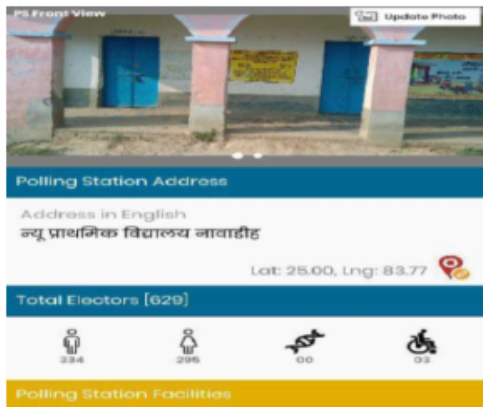 PS Front View
Update Photo
Polling Station Address
Address in English
न्यू प्राथमिक विद्यालय नावाडीह
Lat: 25.00, Lng: 83.77
Total Electors [629]
334 295 00 03
Polling Station Facilities